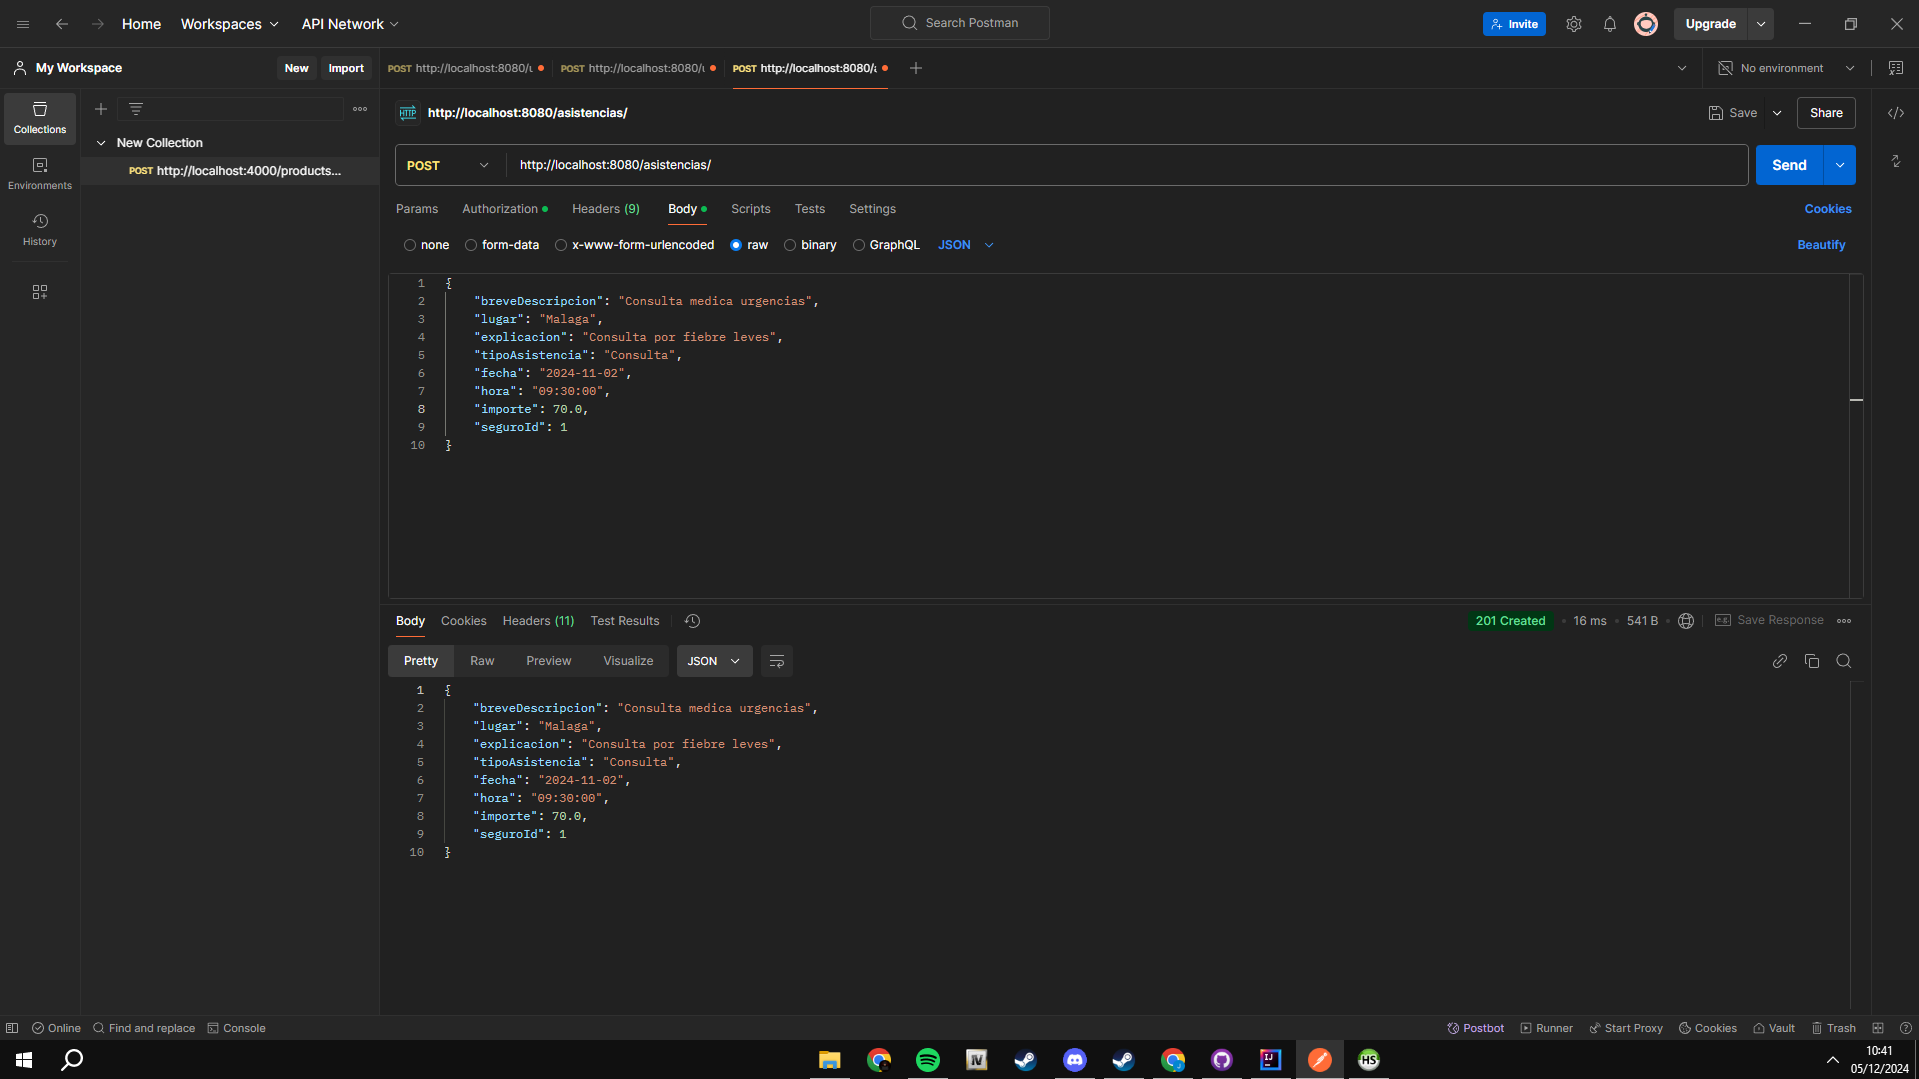 Home Workspaces API Network Search Postman Invite Upgrade
My Workspace New Import POST http://localhost:8080/ POST http://localhost:8080/ POST http://localhost:8080/ No environment
Collections
New Collection
POST http://localhost:4000/products...
Environments
History
HTTP http://localhost:8080/asistencias/ Save Share
POST http://localhost:8080/asistencias/ Send
Params Authorization Headers (9) Body Scripts Tests Settings Cookies
none form-data x-www-form-urlencoded raw binary GraphQL JSON Beautify
1 {
2 "breveDescripcion": "Consulta medica urgencias",
3 "lugar": "Malaga",
4 "explicacion": "Consulta por fiebre leves",
5 "tipoAsistencia": "Consulta",
6 "fecha": "2024-11-02",
7 "hora": "09:30:00",
8 "importe": 70.0,
9 "seguroId": 1
10 }
Body Cookies Headers (11) Test Results 201 Created 16 ms 541 B e.g. Save Response
Pretty Raw Preview Visualize JSON
1 {
2 "breveDescripcion": "Consulta medica urgencias",
3 "lugar": "Malaga",
4 "explicacion": "Consulta por fiebre leves",
5 "tipoAsistencia": "Consulta",
6 "fecha": "2024-11-02",
7 "hora": "09:30:00",
8 "importe": 70.0,
9 "seguroId": 1
10 }
Online Find and replace Console Postbot Runner Start Proxy Cookies Vault Trash
IJ HS 10:41
05/12/2024